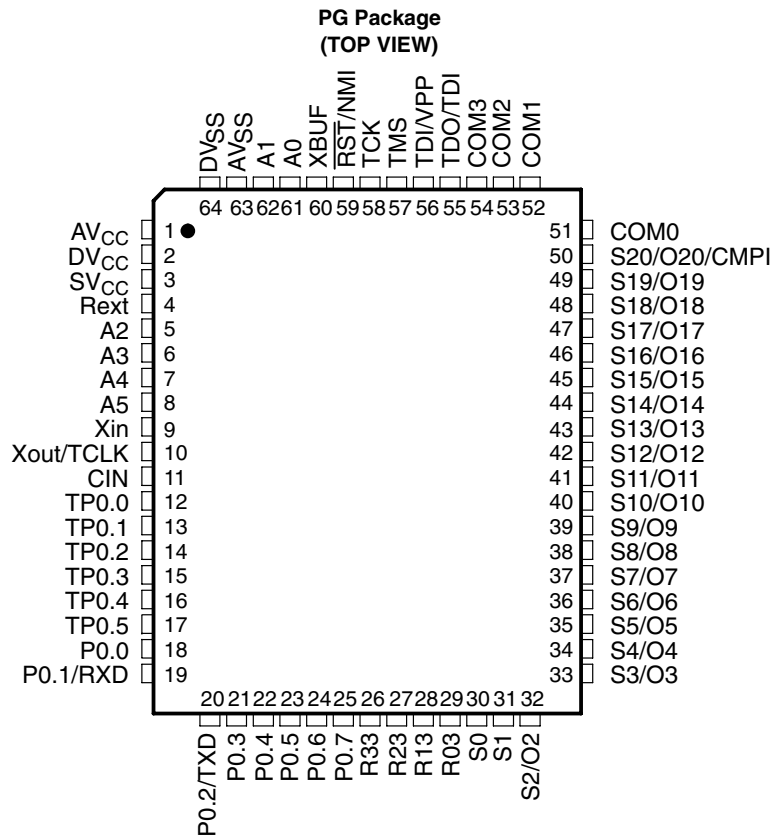 PG Package
(TOP VIEW)
DVSS
AVSS
A1
A0
XBUF
RST/NMI
TCK
TMS
TDI/VPP
TDO/TDI
COM3
COM2
COM1
64 63 62 61 60 59 58 57 56 55 54 53 52
AVCC 1 51 COM0
DVCC 2 50 S20/O20/CMPI
SVCC 3 49 S19/O19
Rext 4 48 S18/O18
A2 5 47 S17/O17
A3 6 46 S16/O16
A4 7 45 S15/O15
A5 8 44 S14/O14
Xin 9 43 S13/O13
Xout/TCLK 10 42 S12/O12
CIN 11 41 S11/O11
TP0.0 12 40 S10/O10
TP0.1 13 39 S9/O9
TP0.2 14 38 S8/O8
TP0.3 15 37 S7/O7
TP0.4 16 36 S6/O6
TP0.5 17 35 S5/O5
P0.0 18 34 S4/O4
P0.1/RXD 19 33 S3/O3
20 21 22 23 24 25 26 27 28 29 30 31 32
P0.2/TXD
P0.3
P0.4
P0.5
P0.6
P0.7
R33
R23
R13
R03
S0
S1
S2/O2